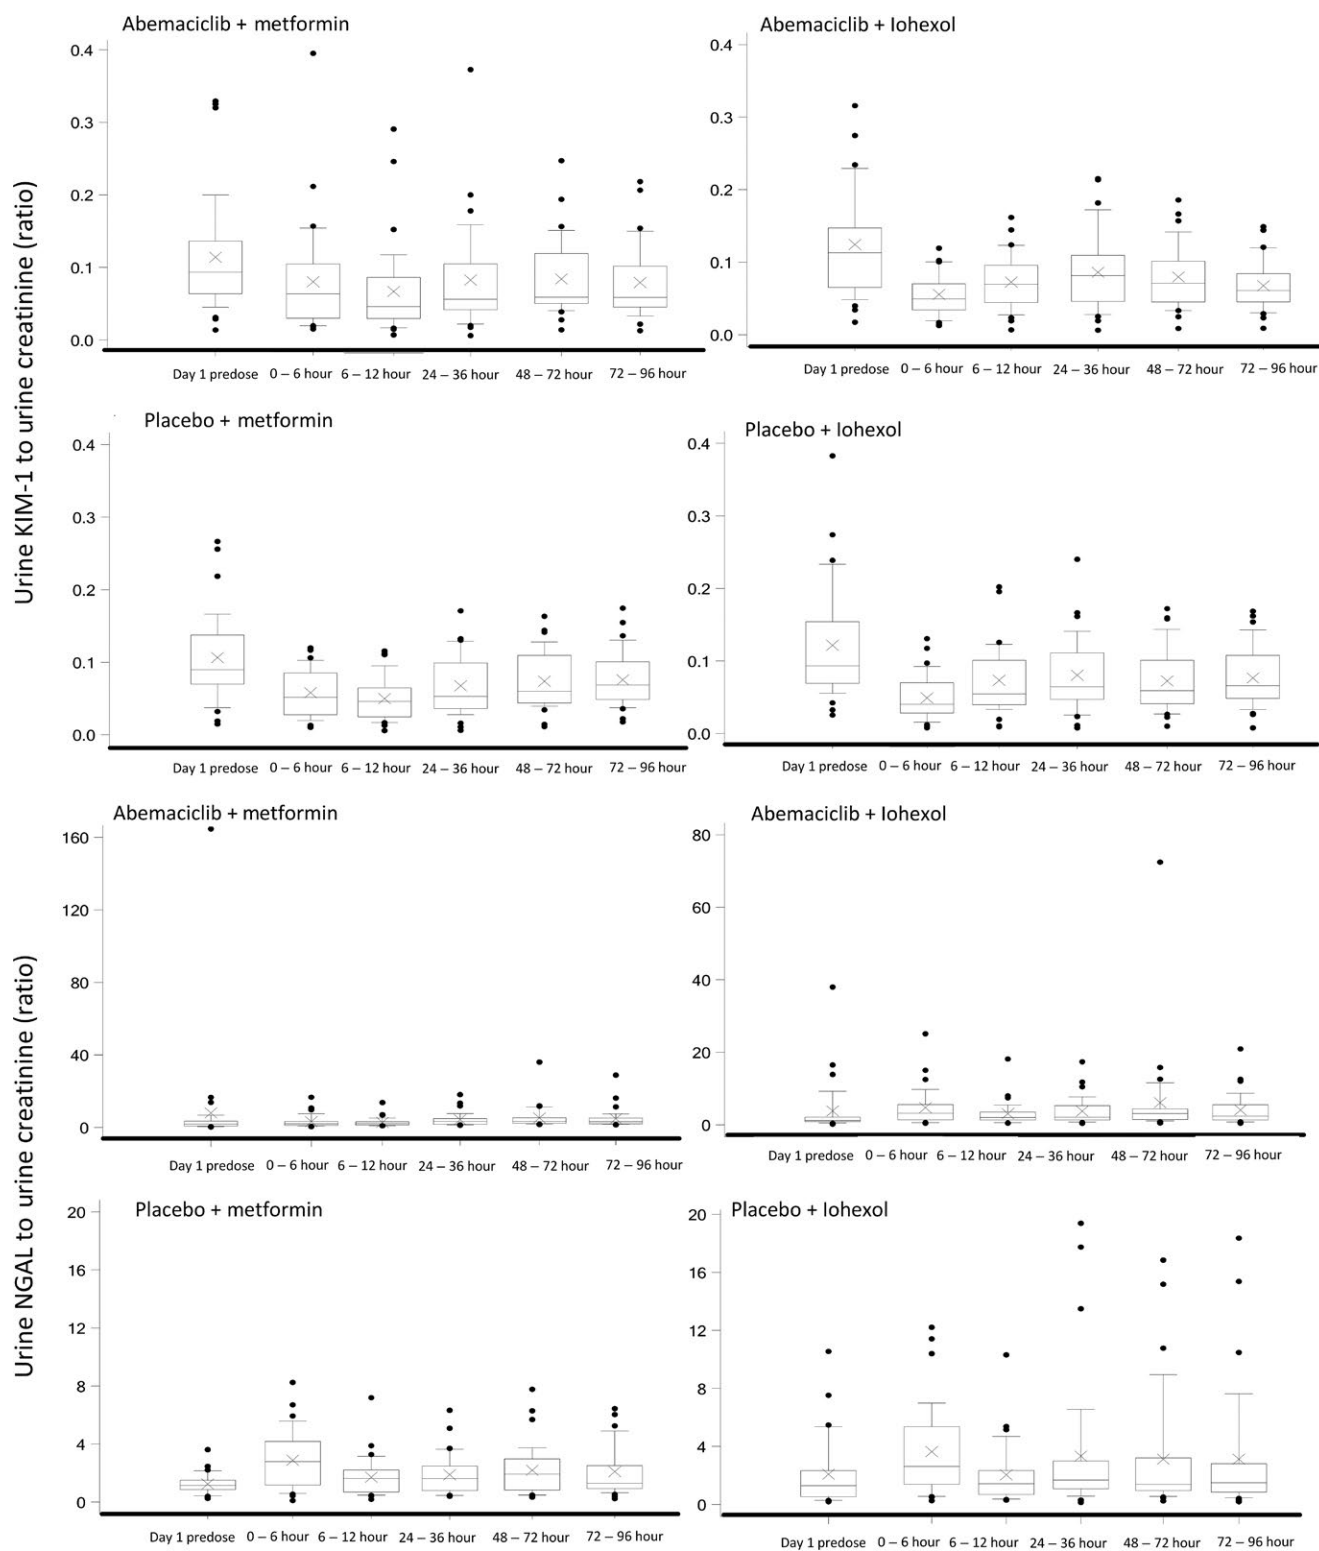 Urine KIM-1 to urine creatinine (ratio)
Abemaciclib + metformin
0.4
0.3
0.2
0.1
0.0
Day 1 predose 0 – 6 hour 6 – 12 hour 24 – 36 hour 48 – 72 hour 72 – 96 hour
Abemaciclib + Iohexol
0.4
0.3
0.2
0.1
0.0
Day 1 predose 0 – 6 hour 6 – 12 hour 24 – 36 hour 48 – 72 hour 72 – 96 hour
Placebo + metformin
0.4
0.3
0.2
0.1
0.0
Day 1 predose 0 – 6 hour 6 – 12 hour 24 – 36 hour 48 – 72 hour 72 – 96 hour
Placebo + Iohexol
0.4
0.3
0.2
0.1
0.0
Day 1 predose 0 – 6 hour 6 – 12 hour 24 – 36 hour 48 – 72 hour 72 – 96 hour
Urine NGAL to urine creatinine (ratio)
Abemaciclib + metformin
160
120
80
40
0
Day 1 predose 0 – 6 hour 6 – 12 hour 24 – 36 hour 48 – 72 hour 72 – 96 hour
Abemaciclib + Iohexol
80
60
40
20
0
Day 1 predose 0 – 6 hour 6 – 12 hour 24 – 36 hour 48 – 72 hour 72 – 96 hour
Placebo + metformin
20
16
12
8
4
0
Day 1 predose 0 – 6 hour 6 – 12 hour 24 – 36 hour 48 – 72 hour 72 – 96 hour
Placebo + Iohexol
20
16
12
8
4
0
Day 1 predose 0 – 6 hour 6 – 12 hour 24 – 36 hour 48 – 72 hour 72 – 96 hour